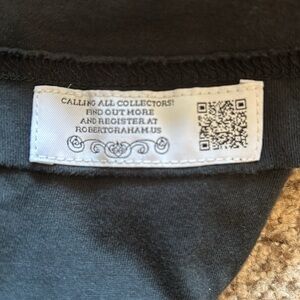 CALLING ALL COLLECTORS!
FIND OUT MORE
AND REGISTER AT
ROBERTGRAHAM.US